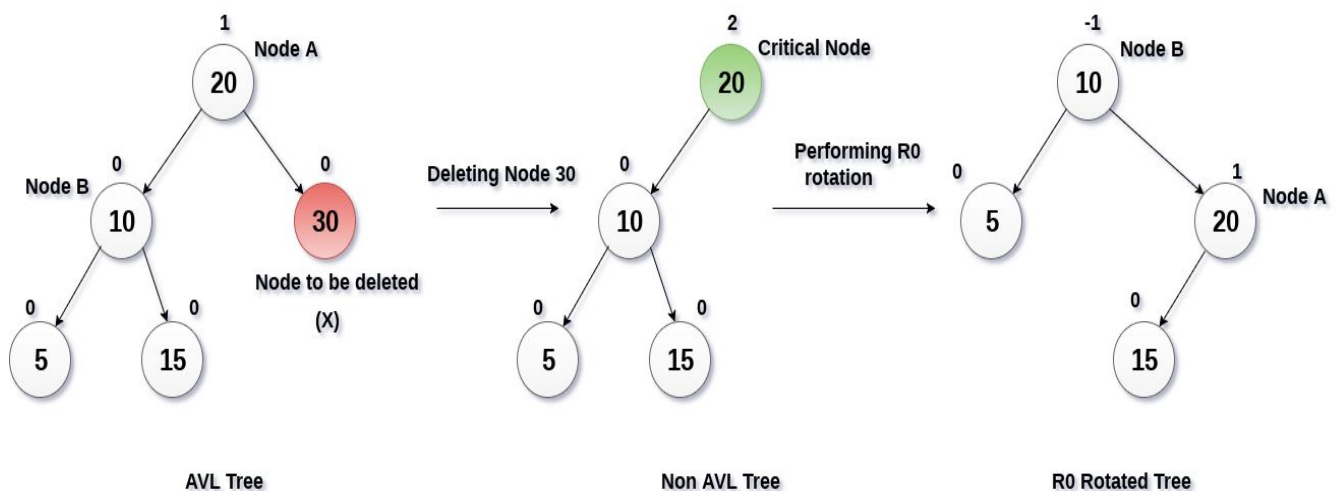 1
Node A
20
0
Node B
10
0
30
Node to be deleted
(X)
0
5
0
15
AVL Tree
Deleting Node 30
2
Critical Node
20
0
10
0
5
0
15
Non AVL Tree
Performing R0
rotation
-1
Node B
10
0
5
1
Node A
20
0
15
R0 Rotated Tree